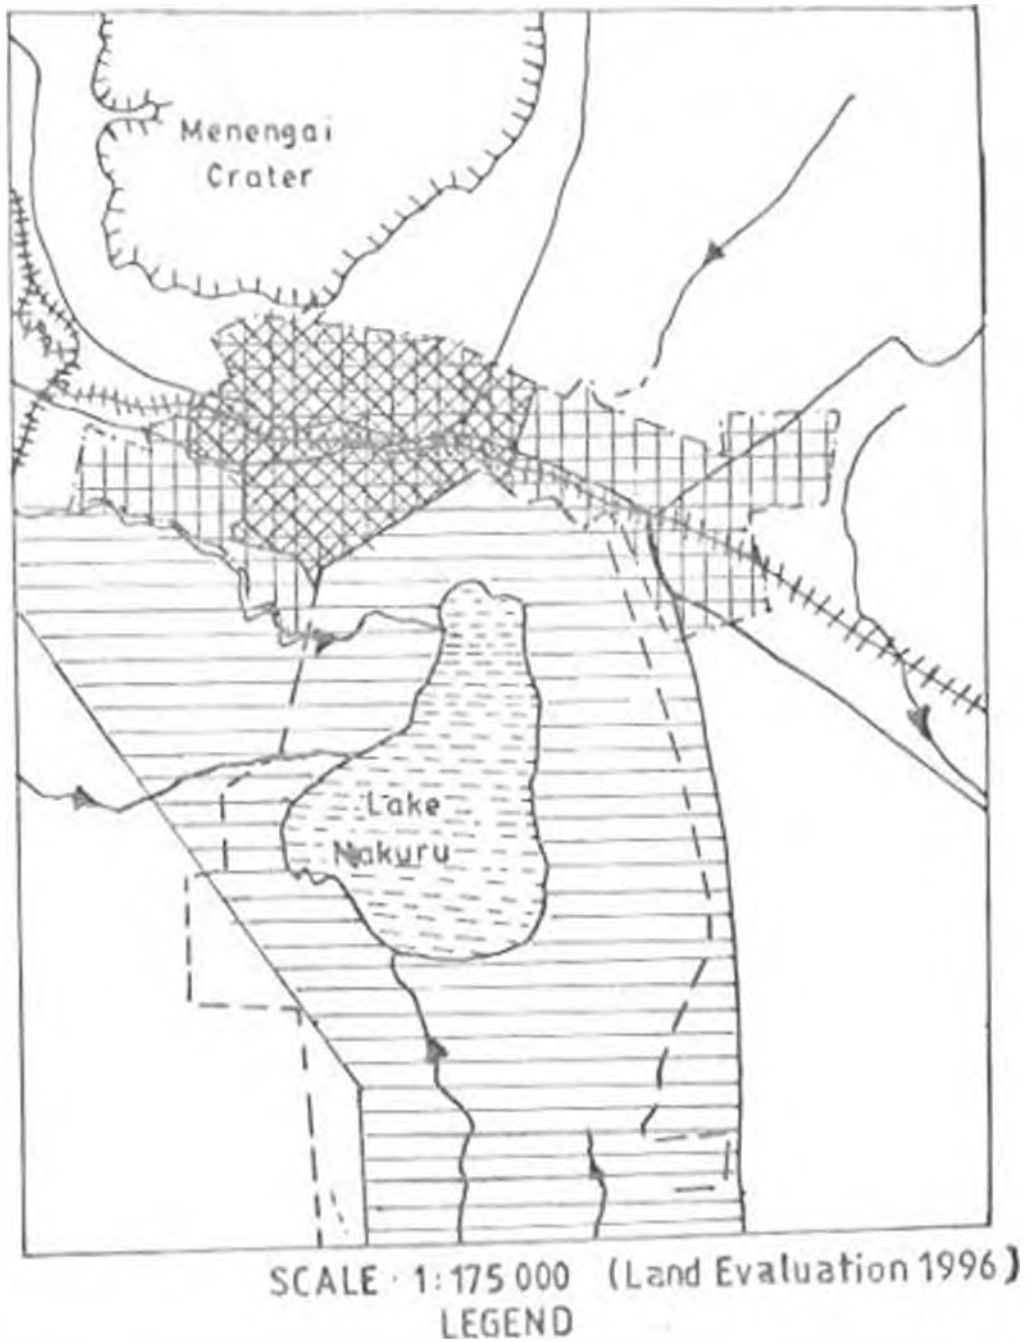 Menengai
Crater
Lake
Nakuru
SCALE · 1:175 000 (Land Evaluation 1996)
LEGEND